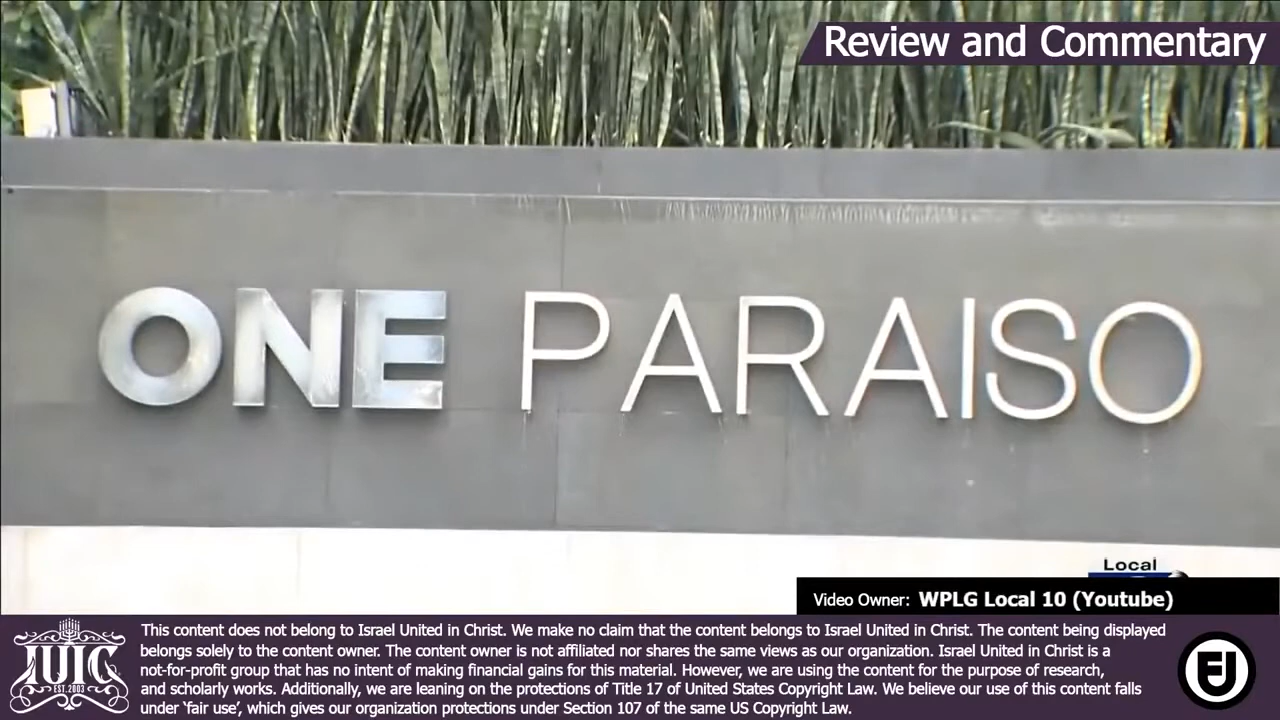 Review and Commentary
ONE PARAISO
Local
Video Owner: WPLG Local 10 (Youtube)
This content does not belong to Israel United in Christ. We make no claim that the content belongs to Israel United in Christ. The content being displayed
belongs solely to the content owner. The content owner is not affiliated nor shares the same views as our organization. Israel United in Christ is a
not-for-profit group that has no intent of making financial gains for this material. However, we are using the content for the purpose of research,
and scholarly works. Additionally, we are leaning on the protections of Title 17 of United States Copyright Law. We believe our use of this content falls
under ‘fair use’, which gives our organization protections under Section 107 of the same US Copyright Law.
IUIC
EST.2003